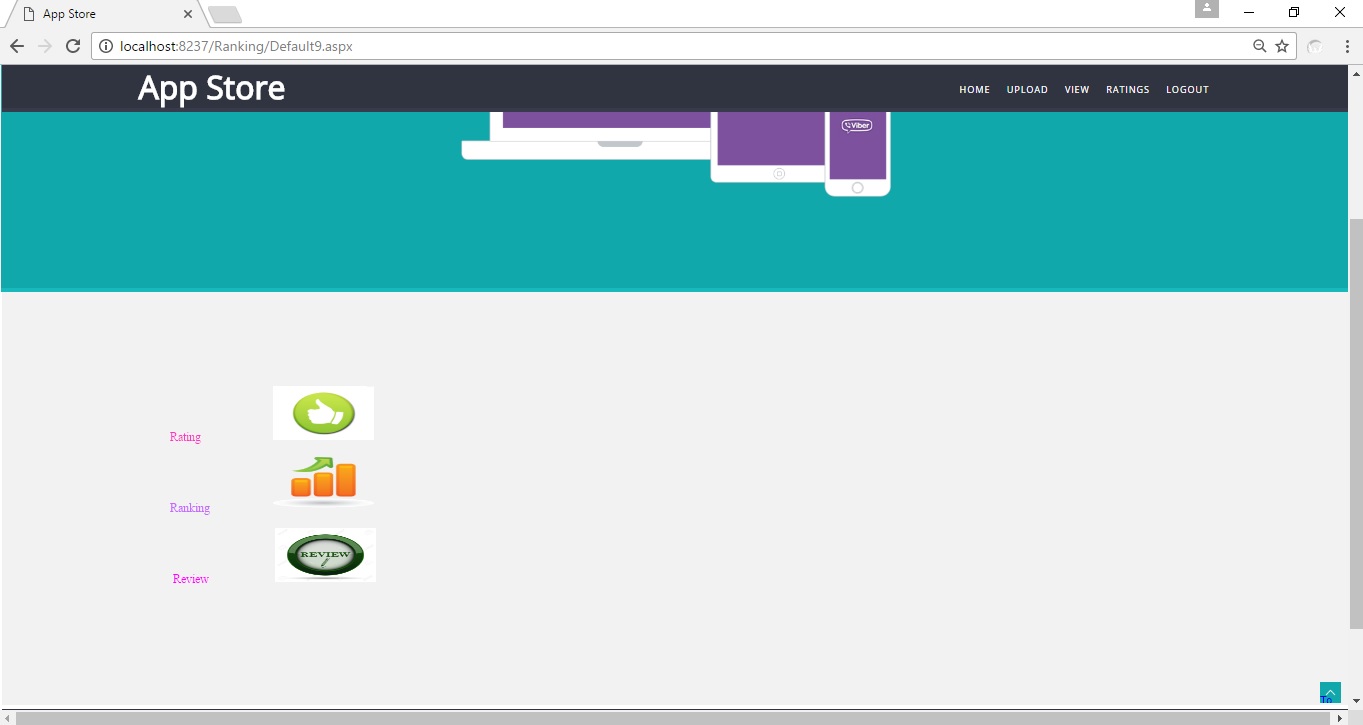 App Store
localhost:8237/Ranking/Default9.aspx
App Store
HOME UPLOAD VIEW RATINGS LOGOUT
Viber
Rating
Ranking
REVIEW
Review
To